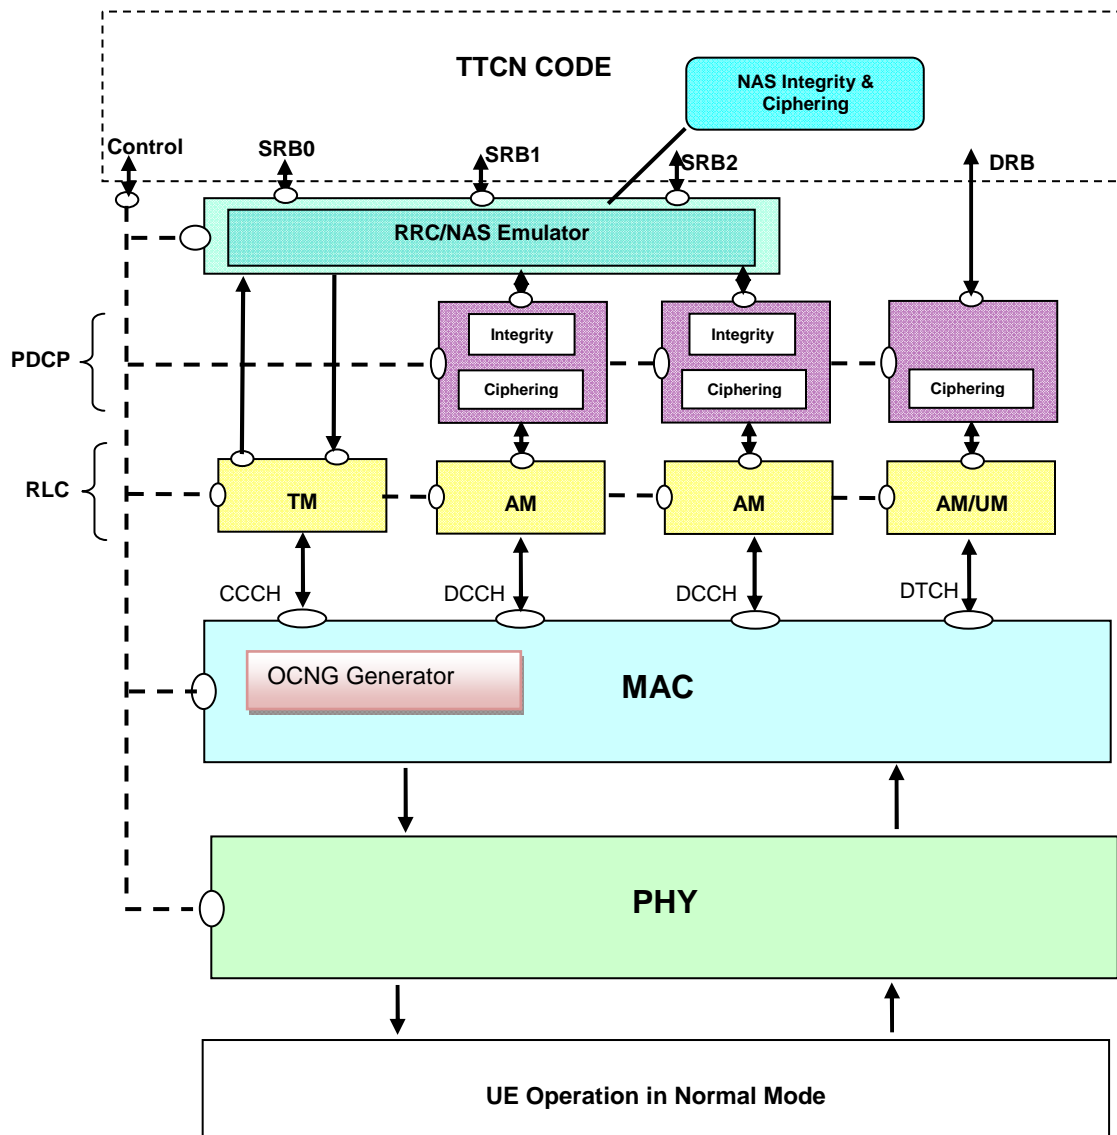 TTCN CODE
NAS Integrity &
Ciphering
Control
SRB0
SRB1
SRB2
DRB
RRC/NAS Emulator
PDCP
Integrity
Integrity
Ciphering
Ciphering
Ciphering
RLC
TM
AM
AM
AM/UM
CCCH
DCCH
DCCH
DTCH
OCNG Generator
MAC
PHY
UE Operation in Normal Mode